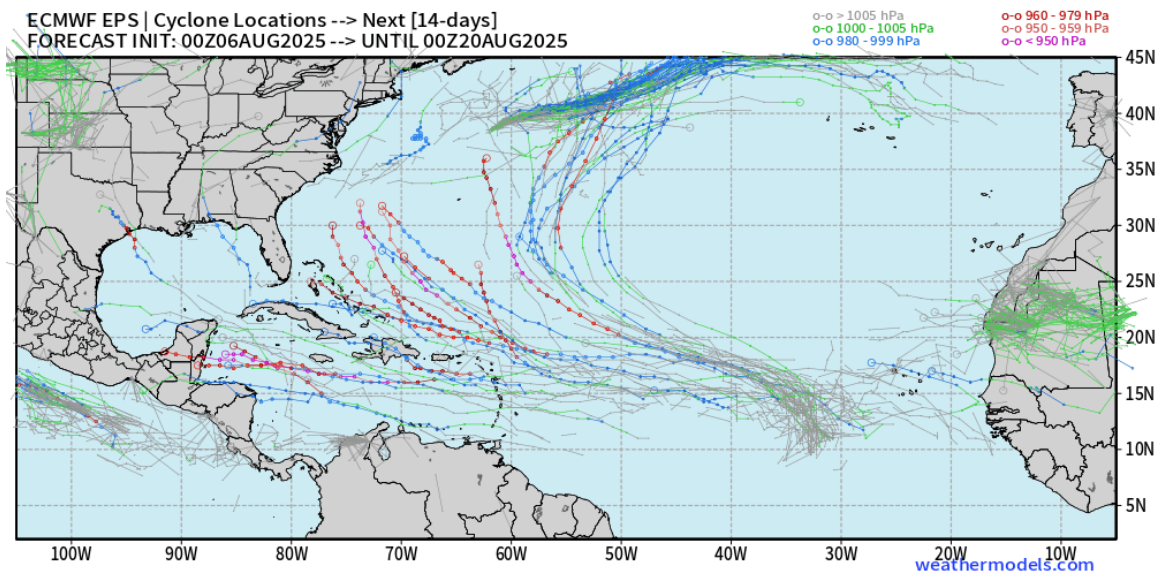 ECMWF EPS | Cyclone Locations --> Next [14-days]
FORECAST INIT: 00Z06AUG2025 --> UNTIL 00Z20AUG2025
o-o > 1005 hPa
o-o 1000 - 1005 hPa
o-o 980 - 999 hPa
o-o 960 - 979 hPa
o-o 950 - 959 hPa
o-o < 950 hPa
45N
40N
35N
30N
25N
20N
15N
10N
5N
100W 90W 80W 70W 60W 50W 40W 30W 20W 10W
weathermodels.com